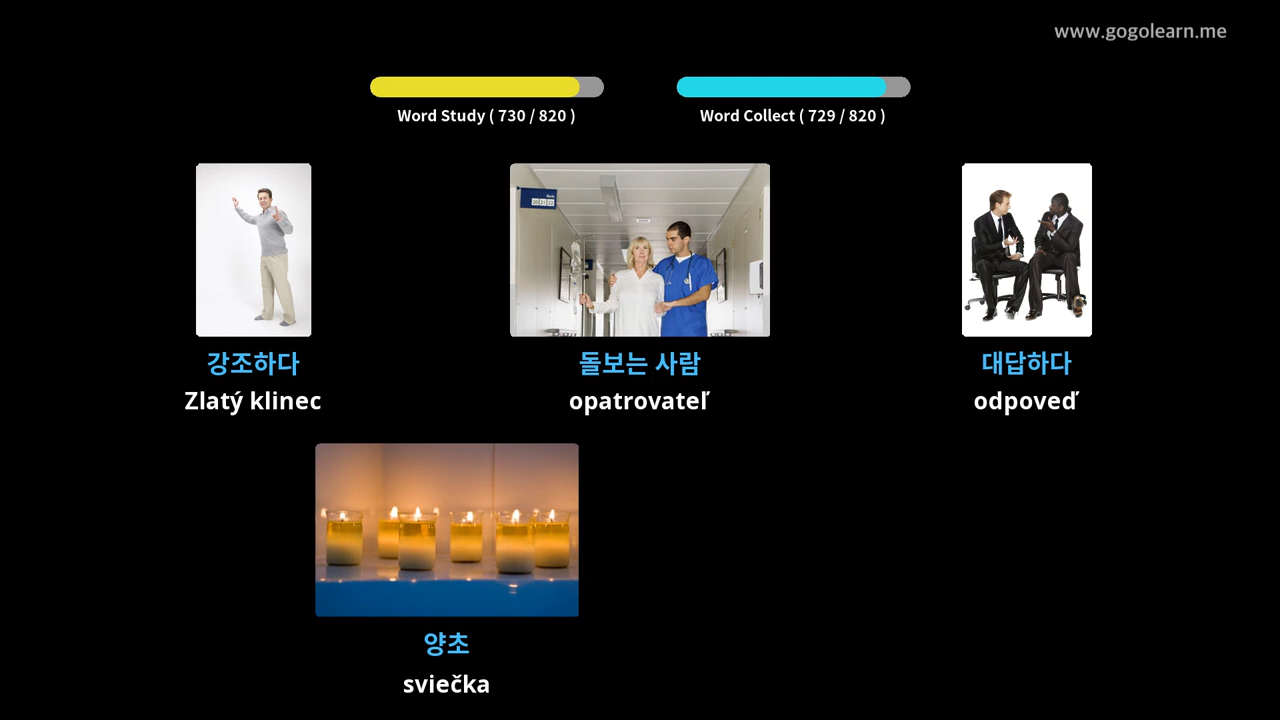 www.gogolearn.me
Word Study ( 730 / 820 )
Word Collect ( 729 / 820 )
강조하다
돌보는 사람
대답하다
Zlatý klinec
opatrovateľ
odpoveď
양초
sviečka